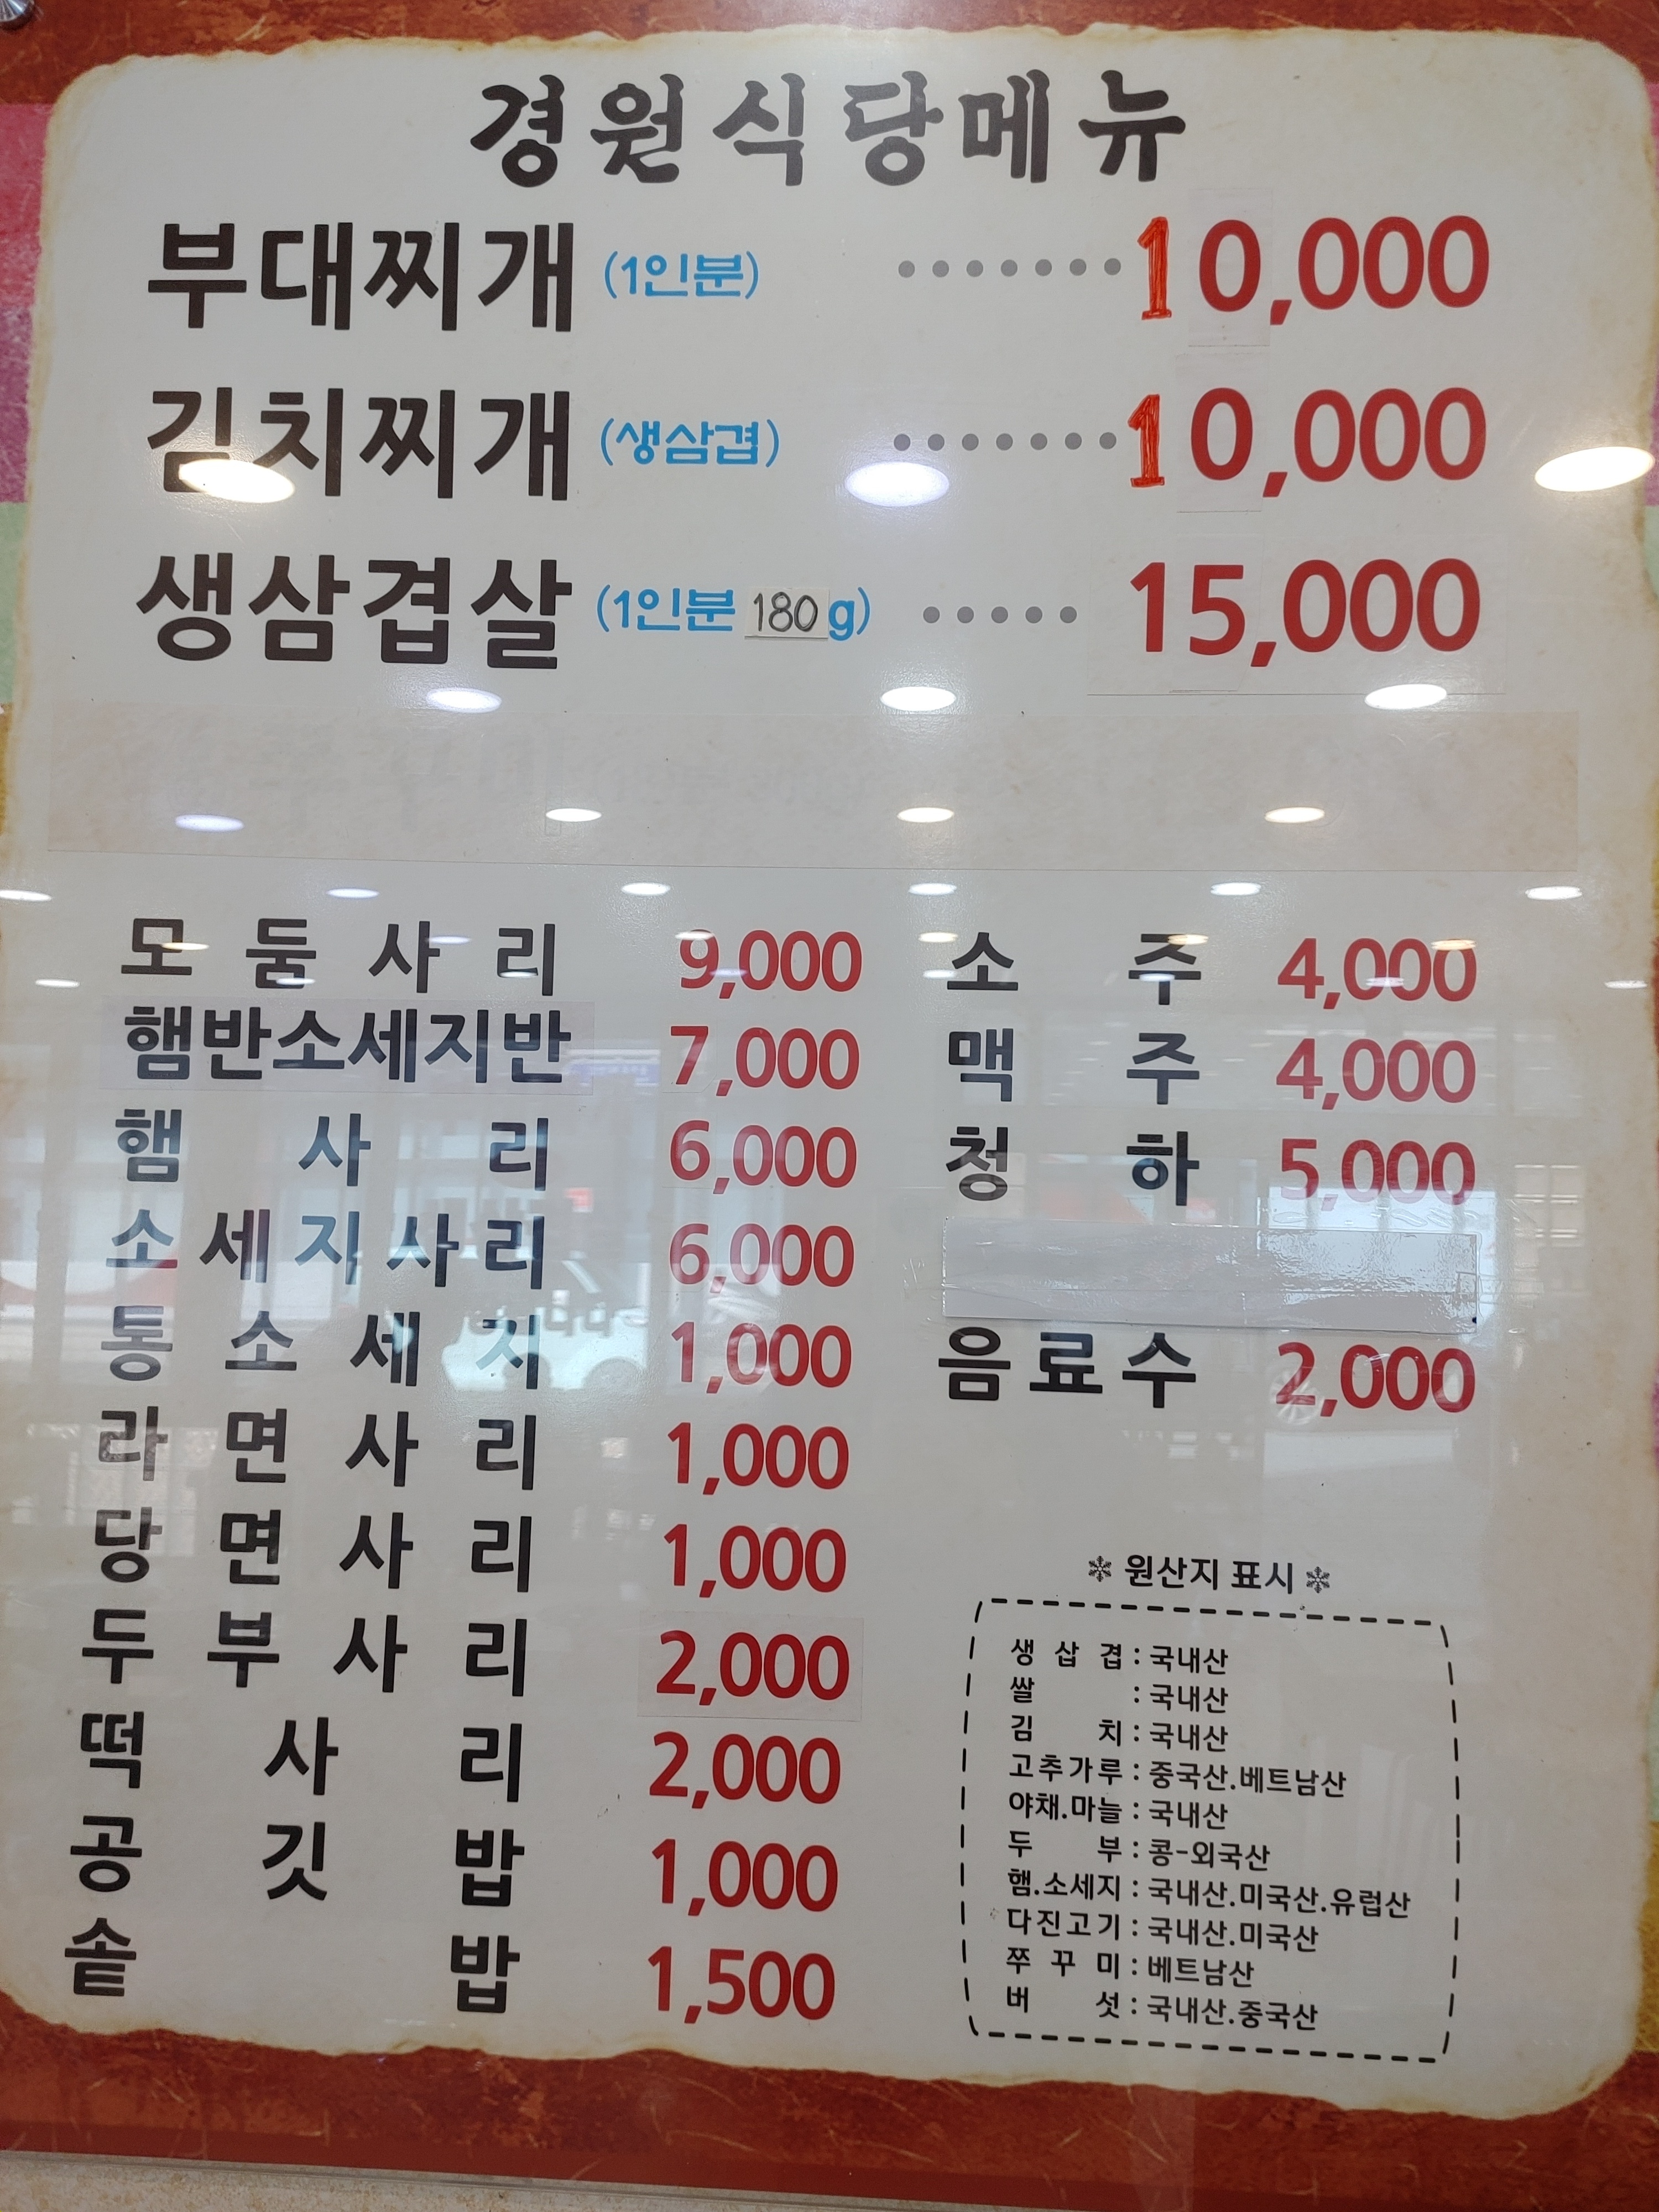 경원식당메뉴
부대찌개 (1인분) ······· 10,000
김치찌개 (생삼겹) ······· 10,000
생삼겹살 (1인분 180g) ····· 15,000
모둠사리 9,000
햄반소세지반 7,000
햄사리 6,000
소세지사리 6,000
통소세지 1,000
라면사리 1,000
당면사리 1,000
두부사리 2,000
떡사리 2,000
공깃밥 1,000
솥밥 1,500
소주 4,000
맥주 4,000
청하 5,000
음료수 2,000
❇ 원산지 표시 ❇
생삽겹 : 국내산
쌀 : 국내산
김치 : 국내산
고추가루 : 중국산.베트남산
야채.마늘 : 국내산
두부 : 콩-외국산
햄.소세지 : 국내산.미국산.유럽산
다진고기 : 국내산.미국산
쭈꾸미 : 베트남산
버섯 : 국내산.중국산